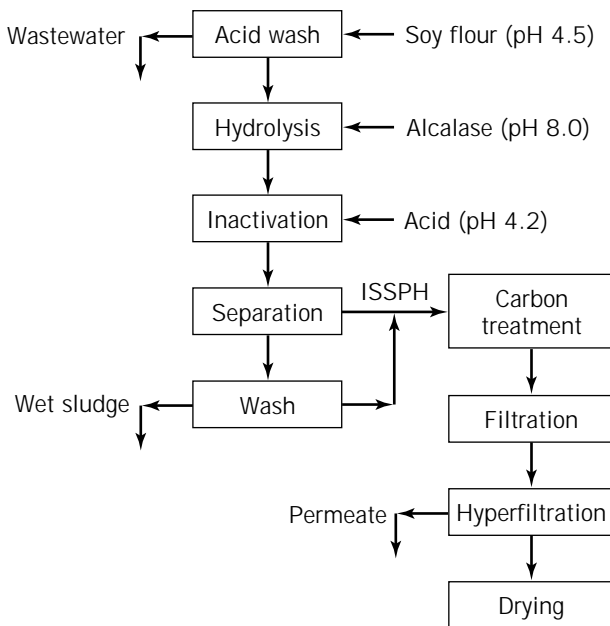 Wastewater
Acid wash
Soy flour (pH 4.5)
Hydrolysis
Alcalase (pH 8.0)
Inactivation
Acid (pH 4.2)
ISSPH
Separation
Carbon
treatment
Wet sludge
Wash
Filtration
Permeate
Hyperfiltration
Drying